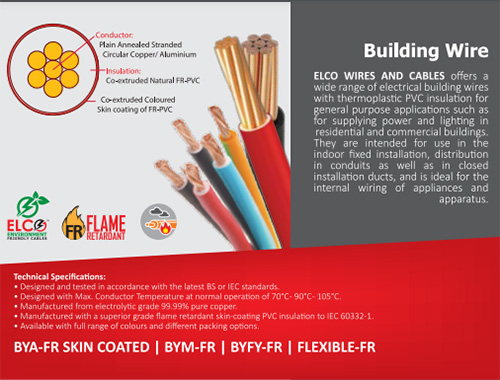 Conductor:
Plain Annealed Stranded
Circular Copper/ Aluminium
Insulation:
Co-extruded Natural FR-PVC
Co-extruded Coloured
Skin coating of FR-PVC
ELCO
ENVIRONMENT
FRIENDLY CABLES
FR FLAME
RETARDANT
Building Wire
ELCO WIRES AND CABLES offers a
wide range of electrical building wires
with thermoplastic PVC insulation for
general purpose applications such as
for supplying power and lighting in
residential and commercial buildings.
They are intended for use in the
indoor fixed installation, distribution
in conduits as well as in closed
installation ducts, and is ideal for the
internal wiring of appliances and
apparatus.
Technical Specifications:
• Designed and tested in accordance with the latest BS or IEC standards.
• Designed with Max. Conductor Temperature at normal operation of 70°C- 90°C- 105°C.
• Manufactured from electrolytic grade 99.99% pure copper.
• Manufactured with a superior grade flame retardant skin-coating PVC insulation to IEC 60332-1.
• Available with full range of colours and different packing options.
BYA-FR SKIN COATED | BYM-FR | BYFY-FR | FLEXIBLE-FR